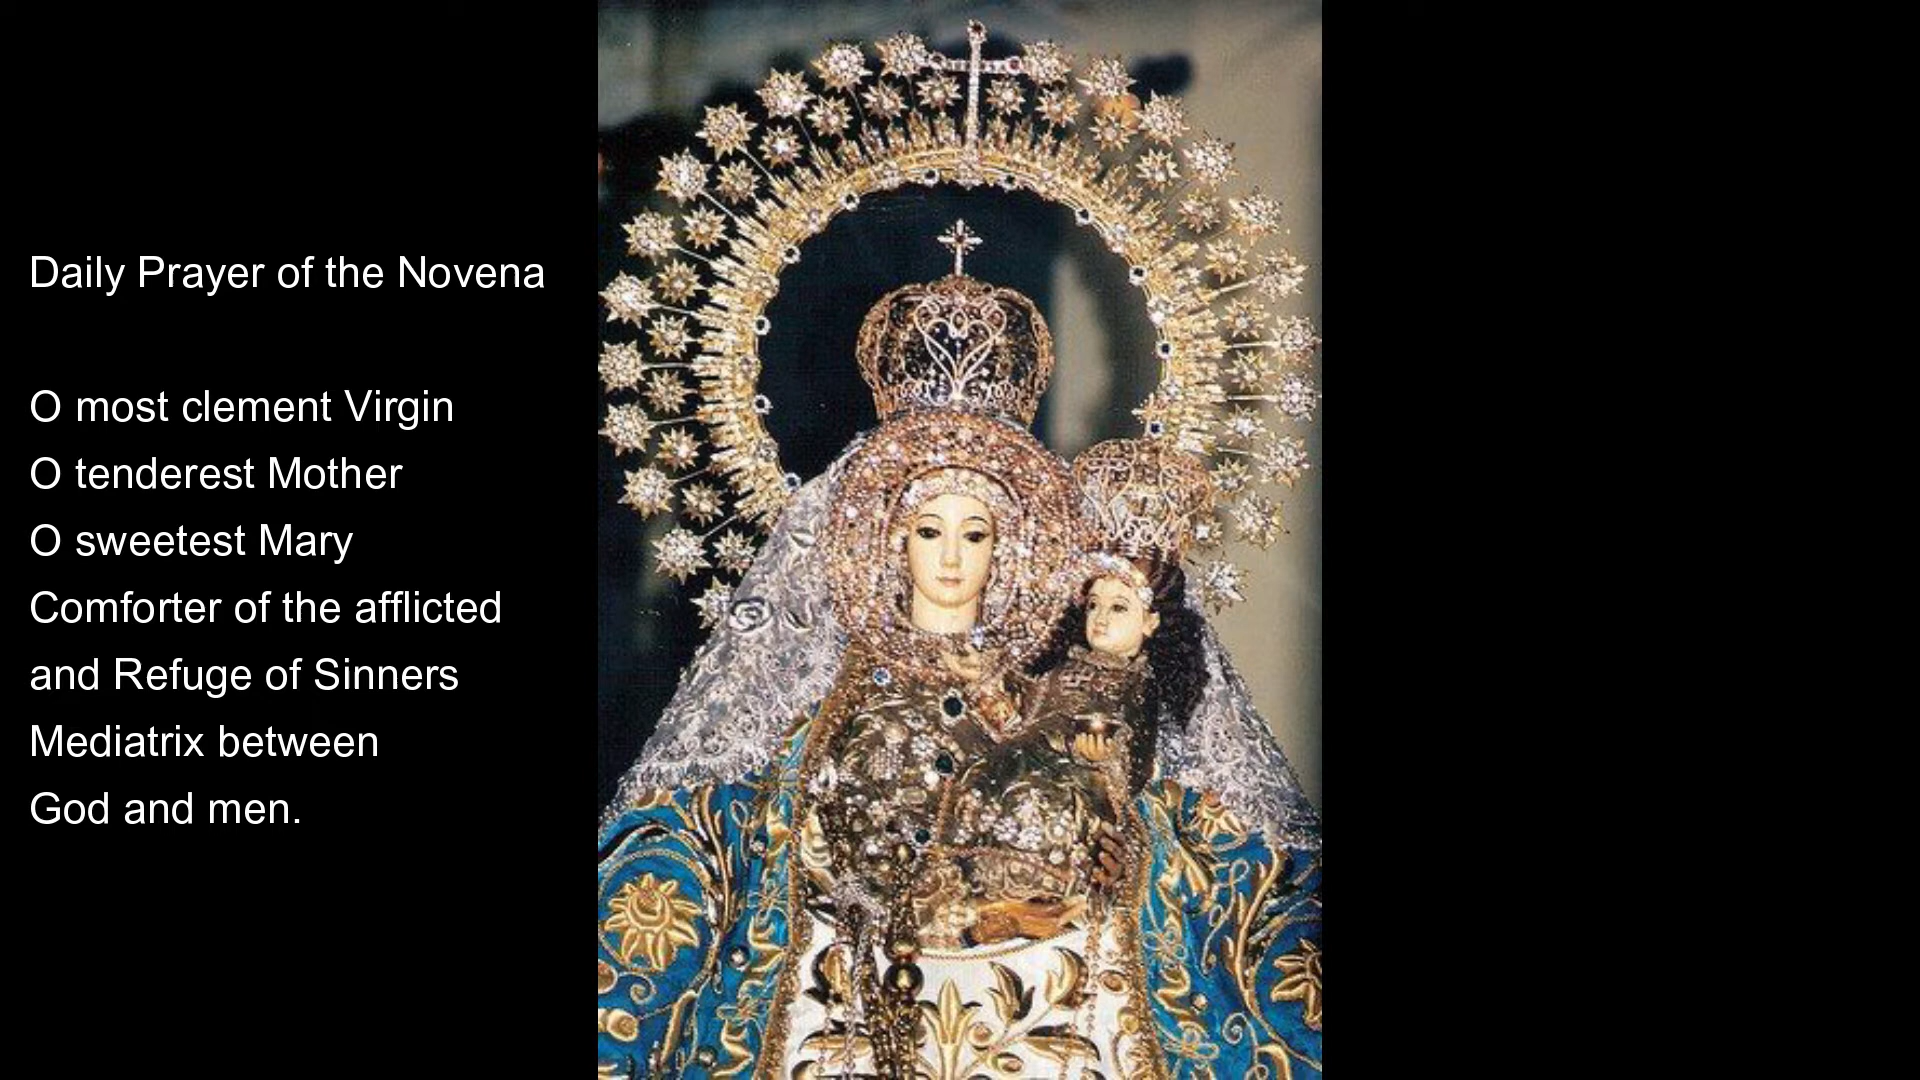 Daily Prayer of the Novena
O most clement Virgin
O tenderest Mother
O sweetest Mary
Comforter of the afflicted
and Refuge of Sinners
Mediatrix between
God and men.